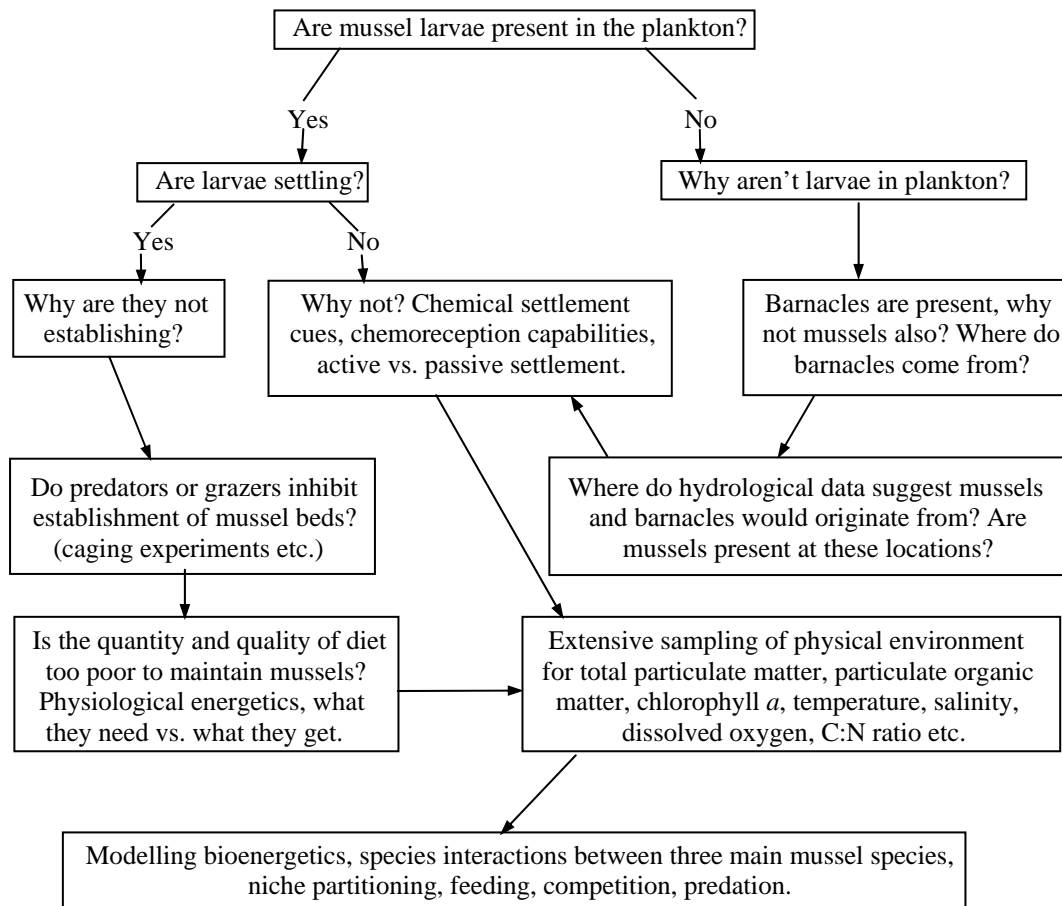 Are mussel larvae present in the plankton?
Yes
No
Are larvae settling?
Why aren’t larvae in plankton?
Yes
No
Why are they not
establishing?
Why not? Chemical settlement
cues, chemoreception capabilities,
active vs. passive settlement.
Barnacles are present, why
not mussels also? Where do
barnacles come from?
Do predators or grazers inhibit
establishment of mussel beds?
(caging experiments etc.)
Where do hydrological data suggest mussels
and barnacles would originate from? Are
mussels present at these locations?
Is the quantity and quality of diet
too poor to maintain mussels?
Physiological energetics, what
they need vs. what they get.
Extensive sampling of physical environment
for total particulate matter, particulate organic
matter, chlorophyll a, temperature, salinity,
dissolved oxygen, C:N ratio etc.
Modelling bioenergetics, species interactions between three main mussel species,
niche partitioning, feeding, competition, predation.